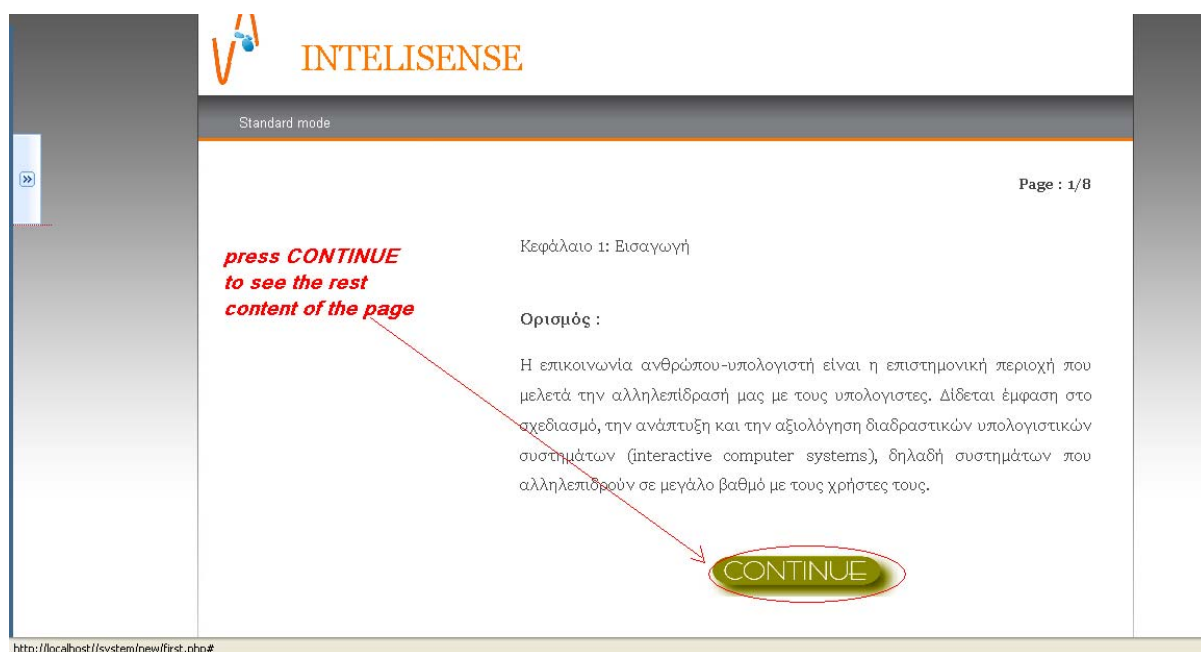 INTELISENSE
Standard mode
Page : 1/8
press CONTINUE
to see the rest
content of the page
Κεφάλαιο 1: Εισαγωγή
Ορισμός :
Η επικοινωνία ανθρώπου-υπολογιστή είναι η επιστημονική περιοχή που
μελετά την αλληλεπίδρασή μας με τους υπολογιστες. Δίδεται έμφαση στο
σχεδιασμό, την ανάπτυξη και την αξιολόγηση διαδραστικών υπολογιστικών
συστημάτων (interactive computer systems), δηλαδή συστημάτων που
αλληλεπιδρούν σε μεγάλο βαθμό με τους χρήστες τους.
CONTINUE
http://localhost//system/new/first.php#